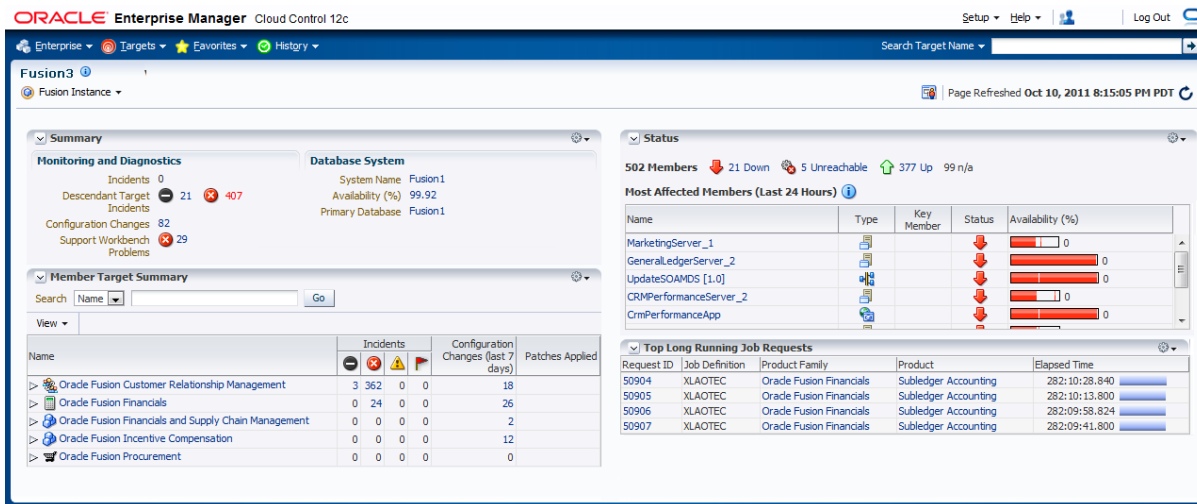 ORACLE Enterprise Manager Cloud Control 12c
Setup Help Log Out
Enterprise Targets Favorites History Search Target Name
Fusion3
Fusion Instance Page Refreshed Oct 10, 2011 8:15:05 PM PDT
Summary
Monitoring and Diagnostics Database System
Incidents 0 System Name Fusion1
Descendant Target Incidents 21 407 Availability (%) 99.92
Configuration Changes 82 Primary Database Fusion1
Support Workbench Problems 29
Member Target Summary
Search Name Go
View
Name Incidents Configuration Changes (last 7 days) Patches Applied
Oracle Fusion Customer Relationship Management 3 362 0 0 18
Oracle Fusion Financials 0 24 0 0 26
Oracle Fusion Financials and Supply Chain Management 0 0 0 0 2
Oracle Fusion Incentive Compensation 0 0 0 0 12
Oracle Fusion Procurement 0 0 0 0 0
Status
502 Members 21 Down 5 Unreachable 377 Up 99 n/a
Most Affected Members (Last 24 Hours)
Name Type Key Member Status Availability (%)
MarketingServer_1 0
GeneralLedgerServer_2 0
UpdateSOAMDS [1.0] 0
CRMPerformanceServer_2 0
CrmPerformanceApp 0
Top Long Running Job Requests
Request ID Job Definition Product Family Product Elapsed Time
50904 XLAOTEC Oracle Fusion Financials Subledger Accounting 282:10:28.840
50905 XLAOTEC Oracle Fusion Financials Subledger Accounting 282:10:13.800
50906 XLAOTEC Oracle Fusion Financials Subledger Accounting 282:09:58.824
50907 XLAOTEC Oracle Fusion Financials Subledger Accounting 282:09:41.800